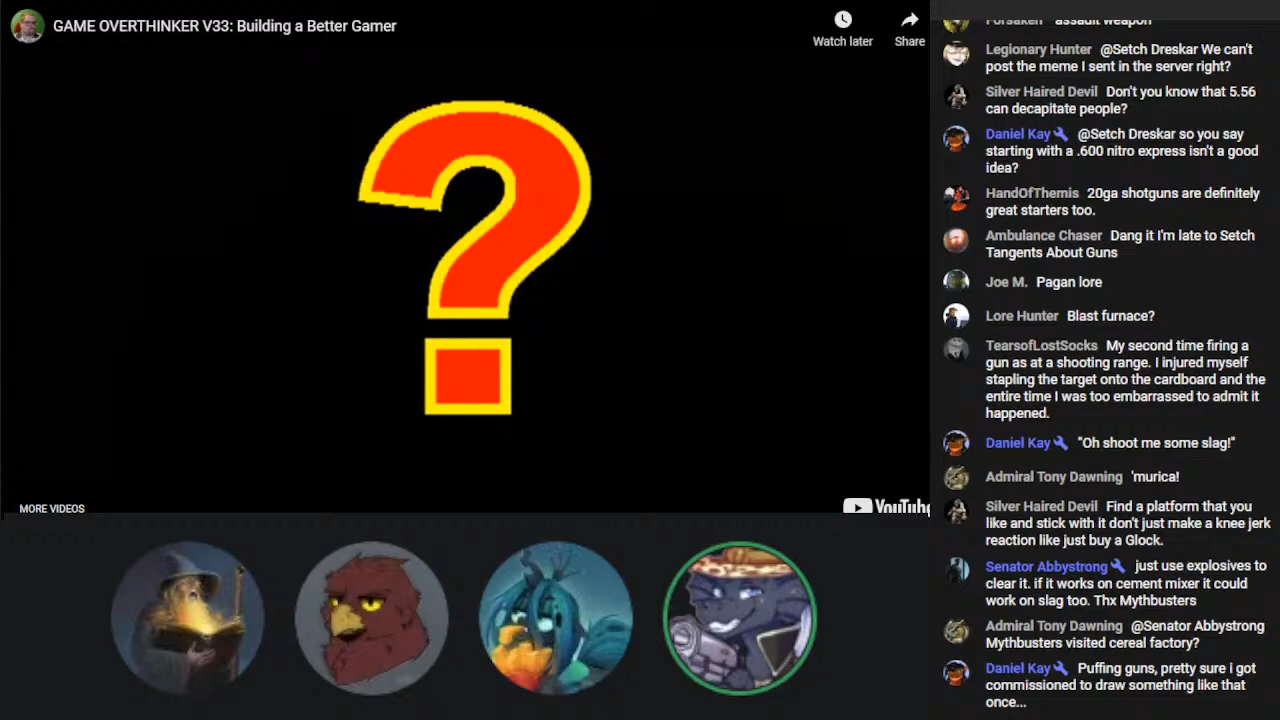 GAME OVERTHINKER V33: Building a Better Gamer
Watch later
Share
MORE VIDEOS
YouTube
Forsaken assault weapon
Legionary Hunter @Setch Dreskar We can't
post the meme I sent in the server right?
Silver Haired Devil Don't you know that 5.56
can decapitate people?
Daniel Kay @Setch Dreskar so you say
starting with a .600 nitro express isn't a good
idea?
HandOfThemis 20ga shotguns are definitely
great starters too.
Ambulance Chaser Dang it I'm late to Setch
Tangents About Guns
Joe M. Pagan lore
Lore Hunter Blast furnace?
TearsofLostSocks My second time firing a
gun as at a shooting range. I injured myself
stapling the target onto the cardboard and the
entire time I was too embarrassed to admit it
happened.
Daniel Kay "Oh shoot me some slag!"
Admiral Tony Dawning 'murica!
Silver Haired Devil Find a platform that you
like and stick with it don't just make a knee jerk
reaction like just buy a Glock.
Senator Abbystrong just use explosives to
clear it. if it works on cement mixer it could
work on slag too. Thx Mythbusters
Admiral Tony Dawning @Senator Abbystrong
Mythbusters visited cereal factory?
Daniel Kay Puffing guns, pretty sure i got
commissioned to draw something like that
once...